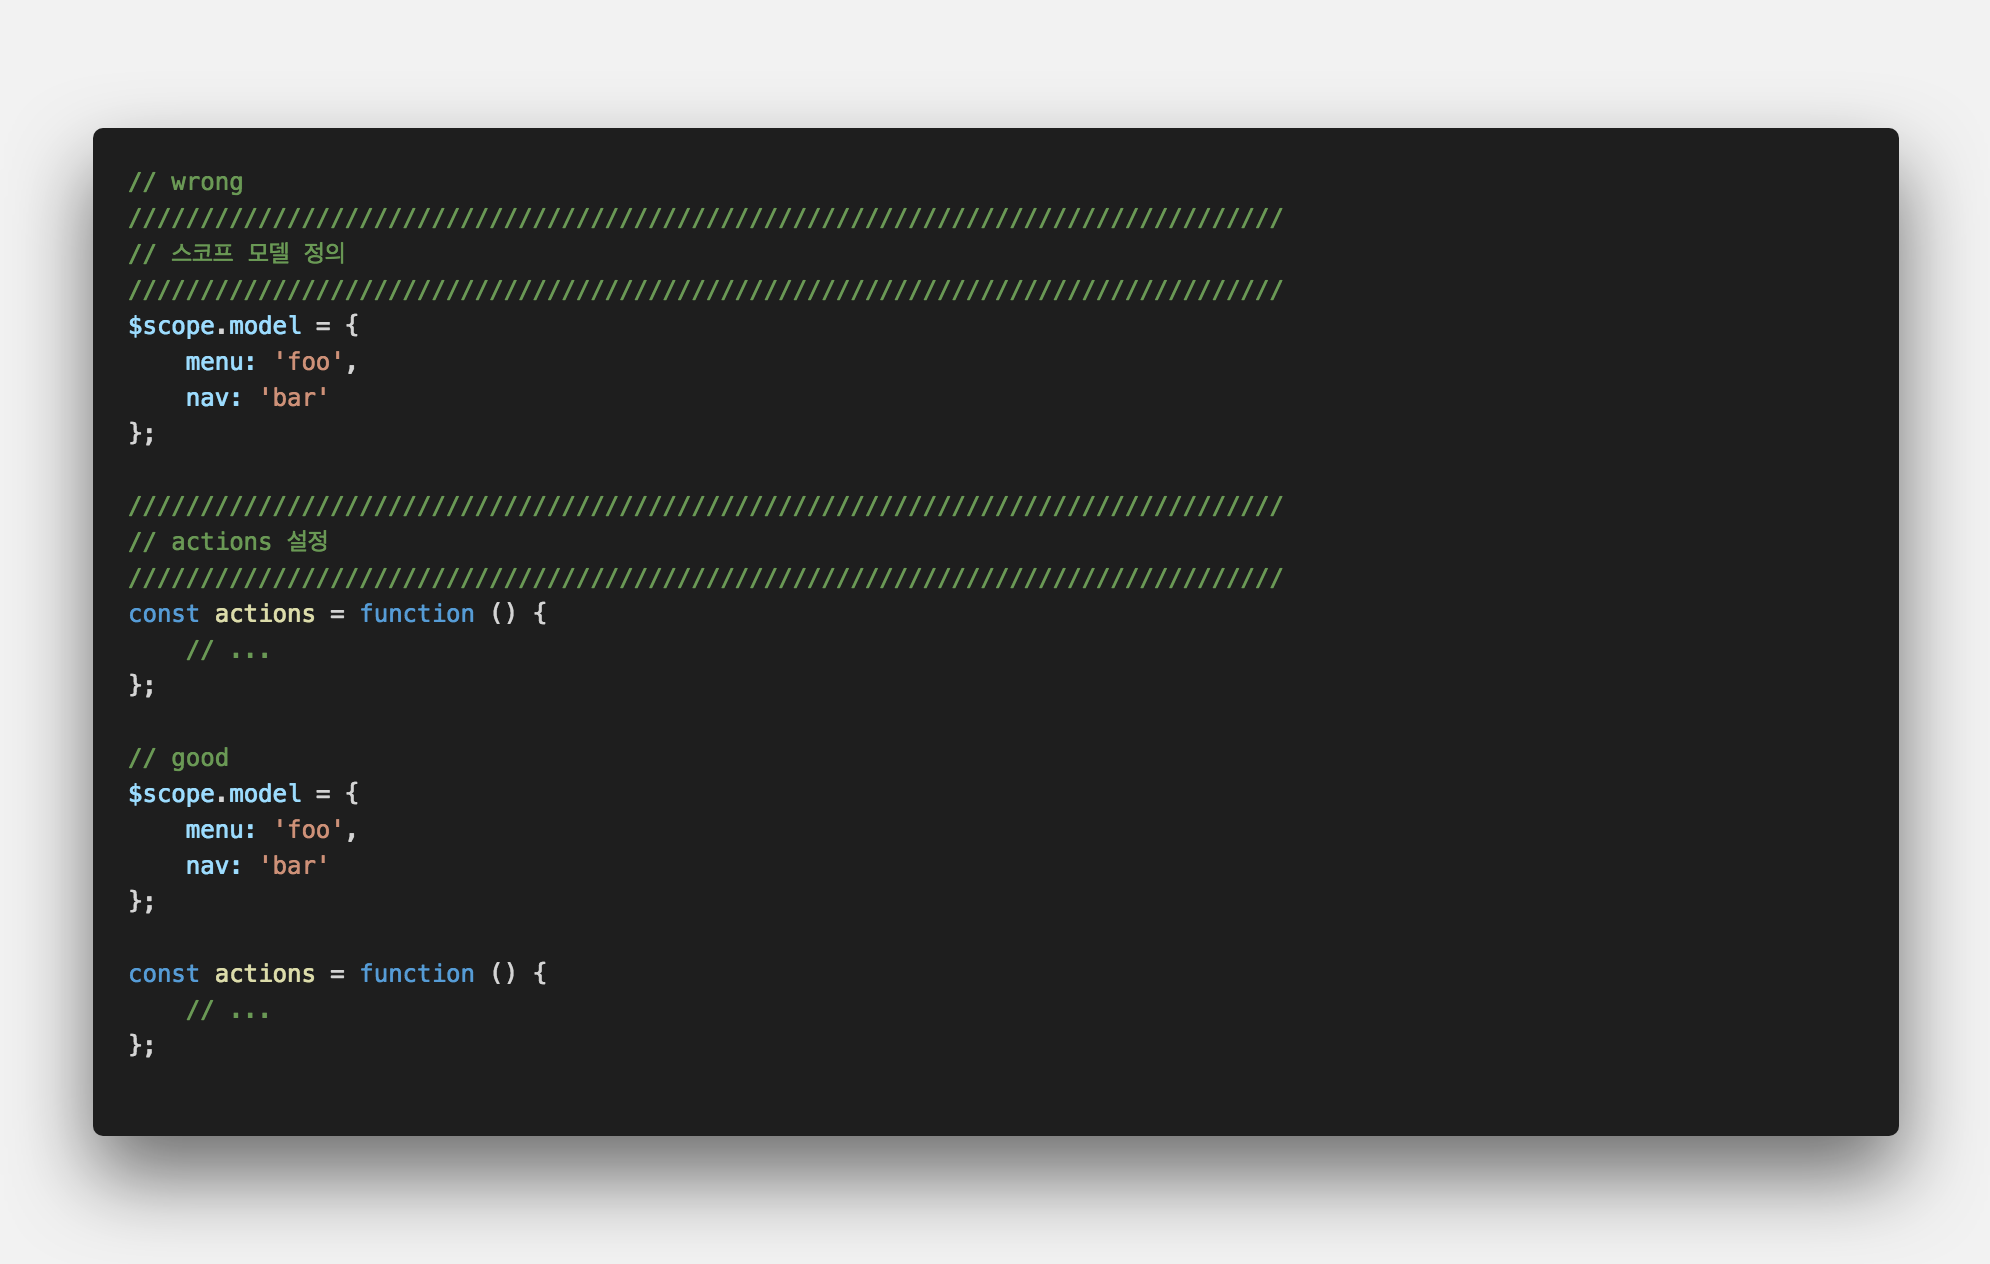 // wrong
////////////////////////////////////////////////////////////////////////////////
// 스코프 모델 정의
////////////////////////////////////////////////////////////////////////////////
$scope.model = {
    menu: 'foo',
    nav: 'bar'
};

////////////////////////////////////////////////////////////////////////////////
// actions 설정
////////////////////////////////////////////////////////////////////////////////
const actions = function () {
    // ...
};

// good
$scope.model = {
    menu: 'foo',
    nav: 'bar'
};

const actions = function () {
    // ...
};